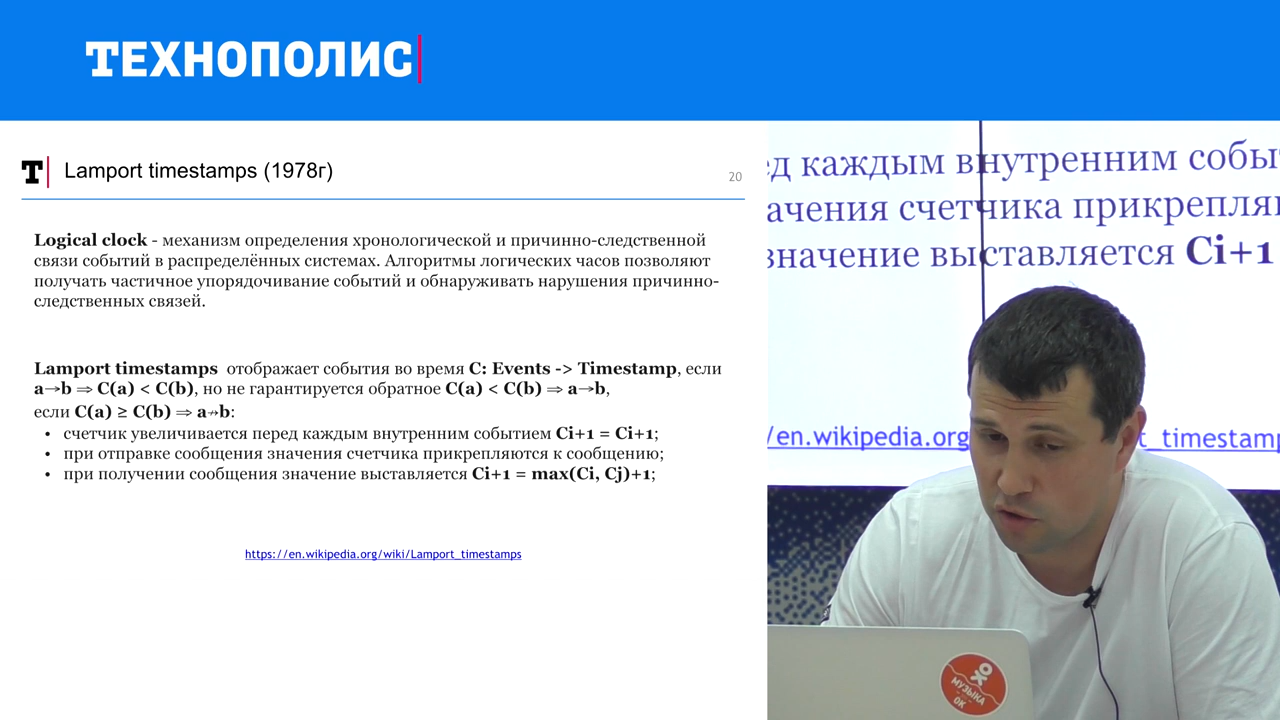 ТЕХНОПОЛИС
T
Lamport timestamps (1978г)
20
Logical clock - механизм определения хронологической и причинно-следственной
связи событий в распределённых системах. Алгоритмы логических часов позволяют
получать частичное упорядочивание событий и обнаруживать нарушения причинно-
следственных связей.
Lamport timestamps отображает события во время C: Events -> Timestamp, если
a→b ⇒ C(a) < C(b), но не гарантируется обратное C(a) < C(b) ⇒ a→b,
если C(a) ≥ C(b) ⇒ a↛b:
• счетчик увеличивается перед каждым внутренним событием Ci+1 = Ci+1;
• при отправке сообщения значения счетчика прикрепляются к сообщению;
• при получении сообщения значение выставляется Ci+1 = max(Ci, Cj)+1;
https://en.wikipedia.org/wiki/Lamport_timestamps
ед каждым внутренним собы
ачения счетчика прикрепля
значение выставляется Ci+1
/en.wikipedia.org
t_timestamp
МУЗЫКА
ОК